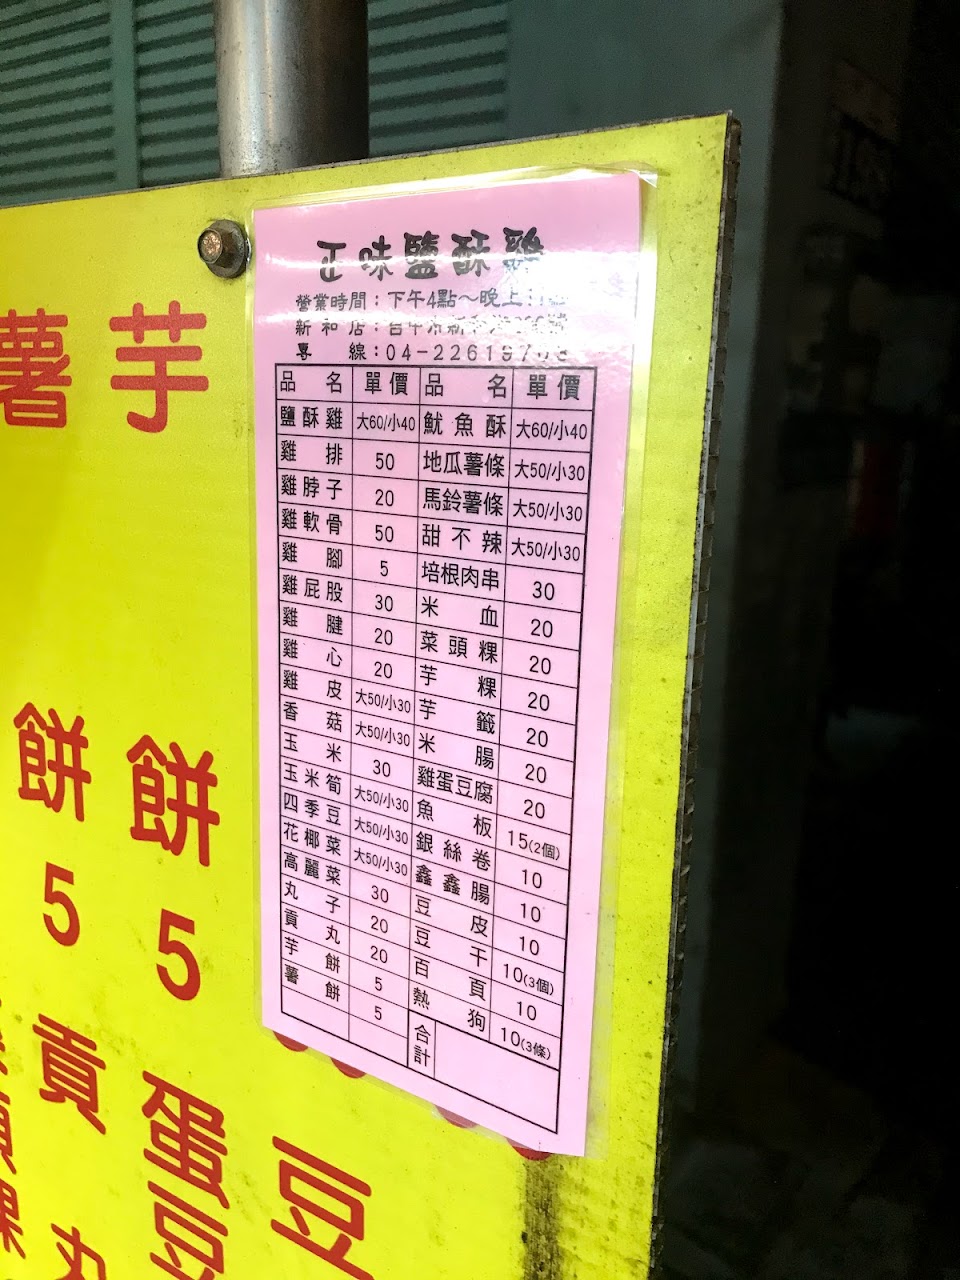 正味鹽酥雞
營業時間：下午4點～晚上11點
新和店：台中市新和
專線：04-2261970
品名 單價 品名 單價
鹽酥雞 大60/小40 魷魚酥 大60/小40
雞排 50 地瓜薯條 大50/小30
雞脖子 20 馬鈴薯條 大50/小30
雞軟骨 50 甜不辣 大50/小30
雞腳 5 培根肉串 30
雞屁股 30 米血 20
雞腱 20 菜頭粿 20
雞心 20 芋粿 20
雞皮 大50/小30 芋籤 20
香菇 大50/小30 米腸 20
玉米 30 雞蛋豆腐 20
玉米筍 大50/小30 魚板 15(2個)
四季豆 大50/小30 銀絲卷 10
花椰菜 大50/小30 鑫鑫腸 10
高麗菜 30 豆皮 10
丸子 20 豆干 10(3個)
貢丸 20 百頁 10
芋餅 5 熱狗 10(3條)
薯餅 5 合計
薯 芋
餅 餅
5 5
貢 蛋 豆
頭粿 丸 豆